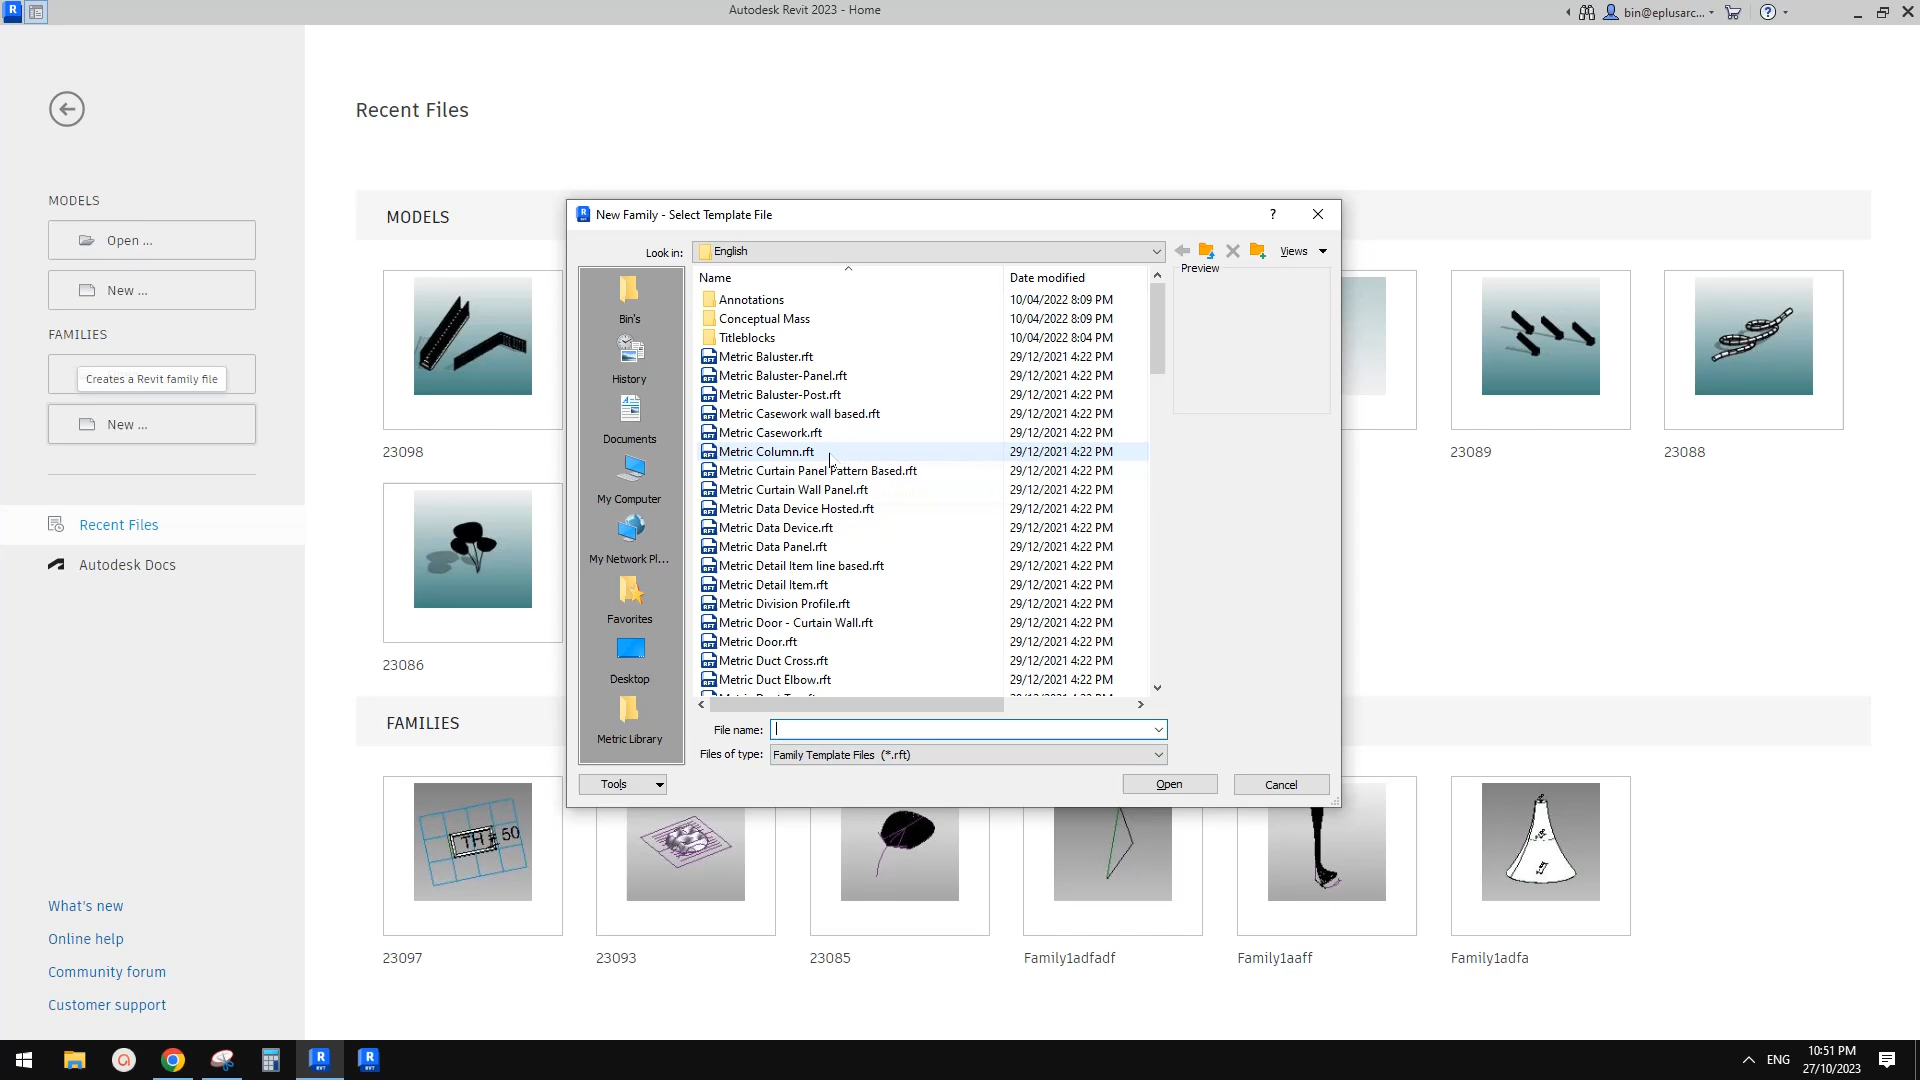 Autodesk Revit 2023 - Home
bin@eplusarc...
Recent Files
MODELS
Open ...
New ...
FAMILIES
Creates a Revit family file
New ...
Recent Files
Autodesk Docs
What's new
Online help
Community forum
Customer support
MODELS
23098
23089
23088
23086
FAMILIES
TH = 50
23097
23093
23085
Family1adfadf
Family1aaff
Family1adfa
New Family - Select Template File
?
Look in:
English
Views
Preview
Bin's
History
Documents
My Computer
My Network Pl...
Favorites
Desktop
Metric Library
Name
Date modified
Annotations 10/04/2022 8:09 PM
Conceptual Mass 10/04/2022 8:09 PM
Titleblocks 10/04/2022 8:04 PM
Metric Baluster.rft 29/12/2021 4:22 PM
Metric Baluster-Panel.rft 29/12/2021 4:22 PM
Metric Baluster-Post.rft 29/12/2021 4:22 PM
Metric Casework wall based.rft 29/12/2021 4:22 PM
Metric Casework.rft 29/12/2021 4:22 PM
Metric Column.rft 29/12/2021 4:22 PM
Metric Curtain Panel Pattern Based.rft 29/12/2021 4:22 PM
Metric Curtain Wall Panel.rft 29/12/2021 4:22 PM
Metric Data Device Hosted.rft 29/12/2021 4:22 PM
Metric Data Device.rft 29/12/2021 4:22 PM
Metric Data Panel.rft 29/12/2021 4:22 PM
Metric Detail Item line based.rft 29/12/2021 4:22 PM
Metric Detail Item.rft 29/12/2021 4:22 PM
Metric Division Profile.rft 29/12/2021 4:22 PM
Metric Door - Curtain Wall.rft 29/12/2021 4:22 PM
Metric Door.rft 29/12/2021 4:22 PM
Metric Duct Cross.rft 29/12/2021 4:22 PM
Metric Duct Elbow.rft 29/12/2021 4:22 PM
File name:
Files of type: Family Template Files (*.rft)
Tools
Open
Cancel
ENG
10:51 PM
27/10/2023